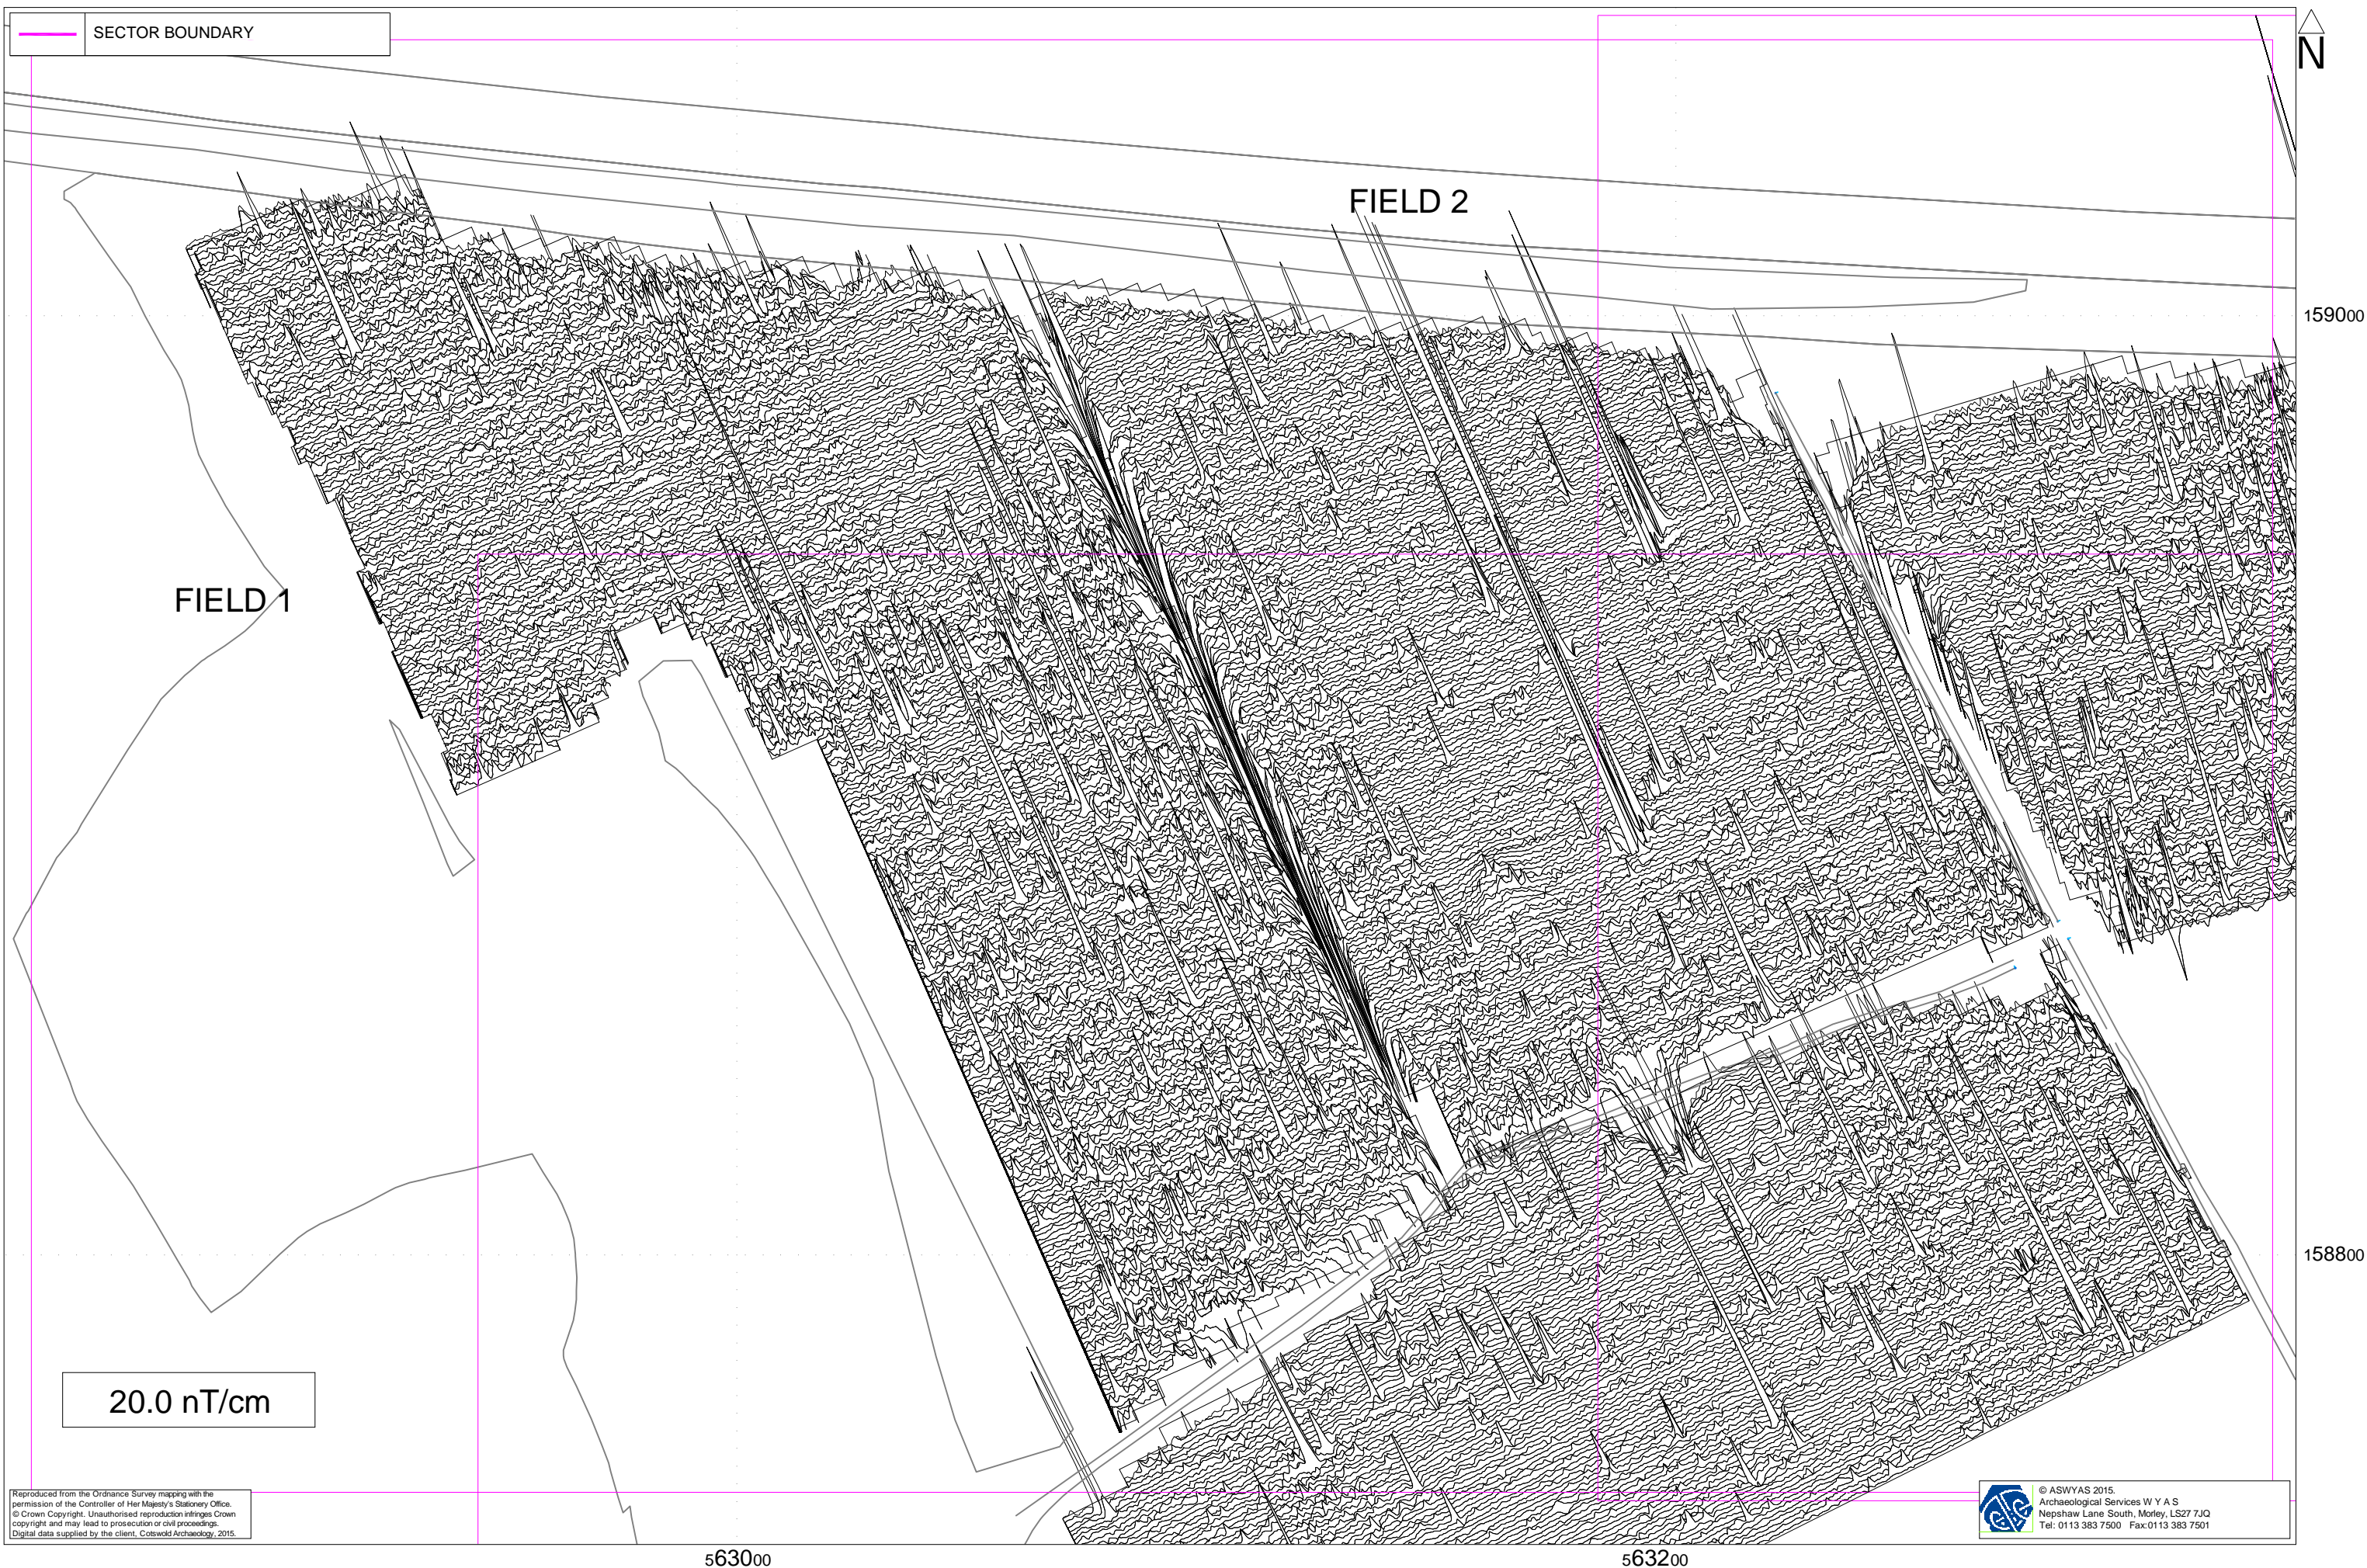 SECTOR BOUNDARY
N
FIELD 2
159000
FIELD 1
158800
20.0 nT/cm
Reproduced from the Ordnance Survey mapping with the
permission of the Controller of Her Majesty's Stationery Office.
© Crown Copyright. Unauthorised reproduction infringes Crown
copyright and may lead to prosecution or civil proceedings.
Digital data supplied by the client, Cotswold Archaeology, 2015.
© ASWYAS 2015.
Archaeological Services W Y A S
Nepshaw Lane South, Morley, LS27 7JQ
Tel: 0113 383 7500 Fax:0113 383 7501
563000
563200